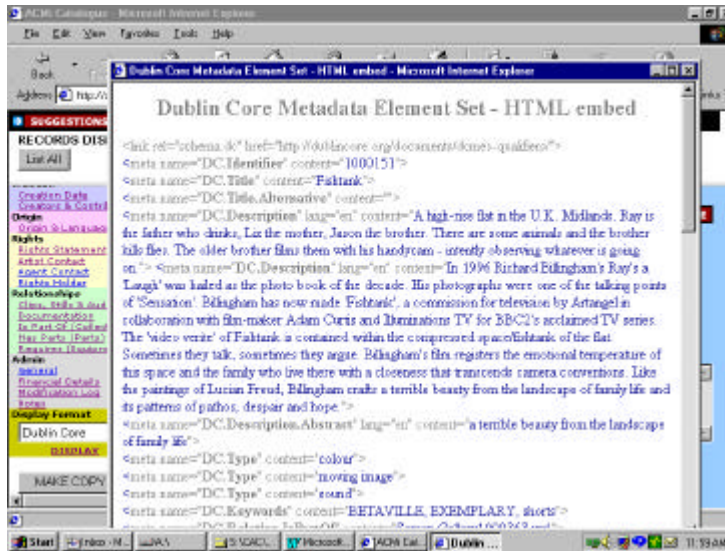 ACMI Catalogue - Microsoft Internet Explorer
File Edit View Favorites Tools Help
Back
Address http://
Dublin Core Metadata Element Set - HTML embed - Microsoft Internet Explorer
SUGGESTIONS
RECORDS DIS
List All
Creation Date
Creators & Contri
Origin
Origin & Language
Rights
Rights Statement
Artist Contact
Agent Contact
Rights Holder
Relationships
Documentation
Has Parts (Parts)
Admin
General
Financial Details
Modification Log
Notes
Display Format
Dublin Core
DISPLAY
MAKE COPY
Dublin Core Metadata Element Set - HTML embed
<link rel="schema.dc" href="http://dublincore.org/documents/dcmes-qualifiers/">
<meta name="DC.Identifier" content="1000151">
<meta name="DC.Title" content="Fishtank">
<meta name="DC.Title.Alternative" content="">
<meta name="DC.Description" lang="en" content="A high-rise flat in the U.K. Midlands. Ray is
the father who drinks, Liz the mother, Jason the brother. There are some animals and the brother
kills flies. The older brother films them with his handycam - intently observing whatever is going
on."> <meta name="DC.Description" lang="en" content="In 1996 Richard Billingham's Ray's a
Laugh' was hailed as the photo book of the decade. His photographs were one of the talking points
of 'Sensation'. Billingham has now made 'Fishtank', a commission for television by Artangel in
collaboration with film-maker Adam Curtis and Illuminations TV for BBC2's acclaimed TV series.
The 'video verite' of Fishtank is contained within the compressed space/fishtank of the flat.
Sometimes they talk, sometimes they argue. Billingham's film registers the emotional temperature of
this space and the family who live there with a closeness that transcends camera conventions. Like
the paintings of Lucian Freud, Billingham crafts a terrible beauty from the landscape of family life and
its patterns of pathos, despair and hope.">
<meta name="DC.Description.Abstract" lang="en" content="a terrible beauty from the landscape
of family life">
<meta name="DC.Type" content="colour">
<meta name="DC.Type" content="moving image">
<meta name="DC.Type" content="sound">
<meta name="DC.Keywords" content="BETAVILLE, EXEMPLARY, shorts">
Start
Dublin ...
11:59 AM